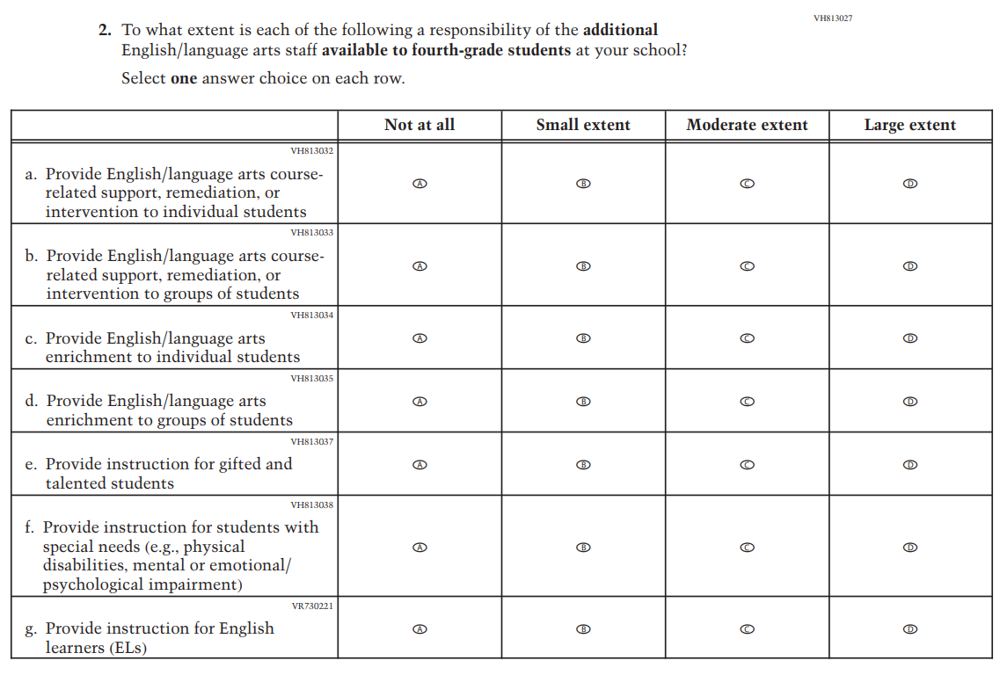 VH813027
2. To what extent is each of the following a responsibility of the additional
English/language arts staff available to fourth-grade students at your school?
Select one answer choice on each row.
Not at all Small extent Moderate extent Large extent
VH813032
a. Provide English/language arts course-
related support, remediation, or
intervention to individual students
A B C D
VH813033
b. Provide English/language arts course-
related support, remediation, or
intervention to groups of students
A B C D
VH813034
c. Provide English/language arts
enrichment to individual students
A B C D
VH813035
d. Provide English/language arts
enrichment to groups of students
A B C D
VH813037
e. Provide instruction for gifted and
talented students
A B C D
VH813038
f. Provide instruction for students with
special needs (e.g., physical
disabilities, mental or emotional/
psychological impairment)
A B C D
VR730221
g. Provide instruction for English
learners (ELs)
A B C D